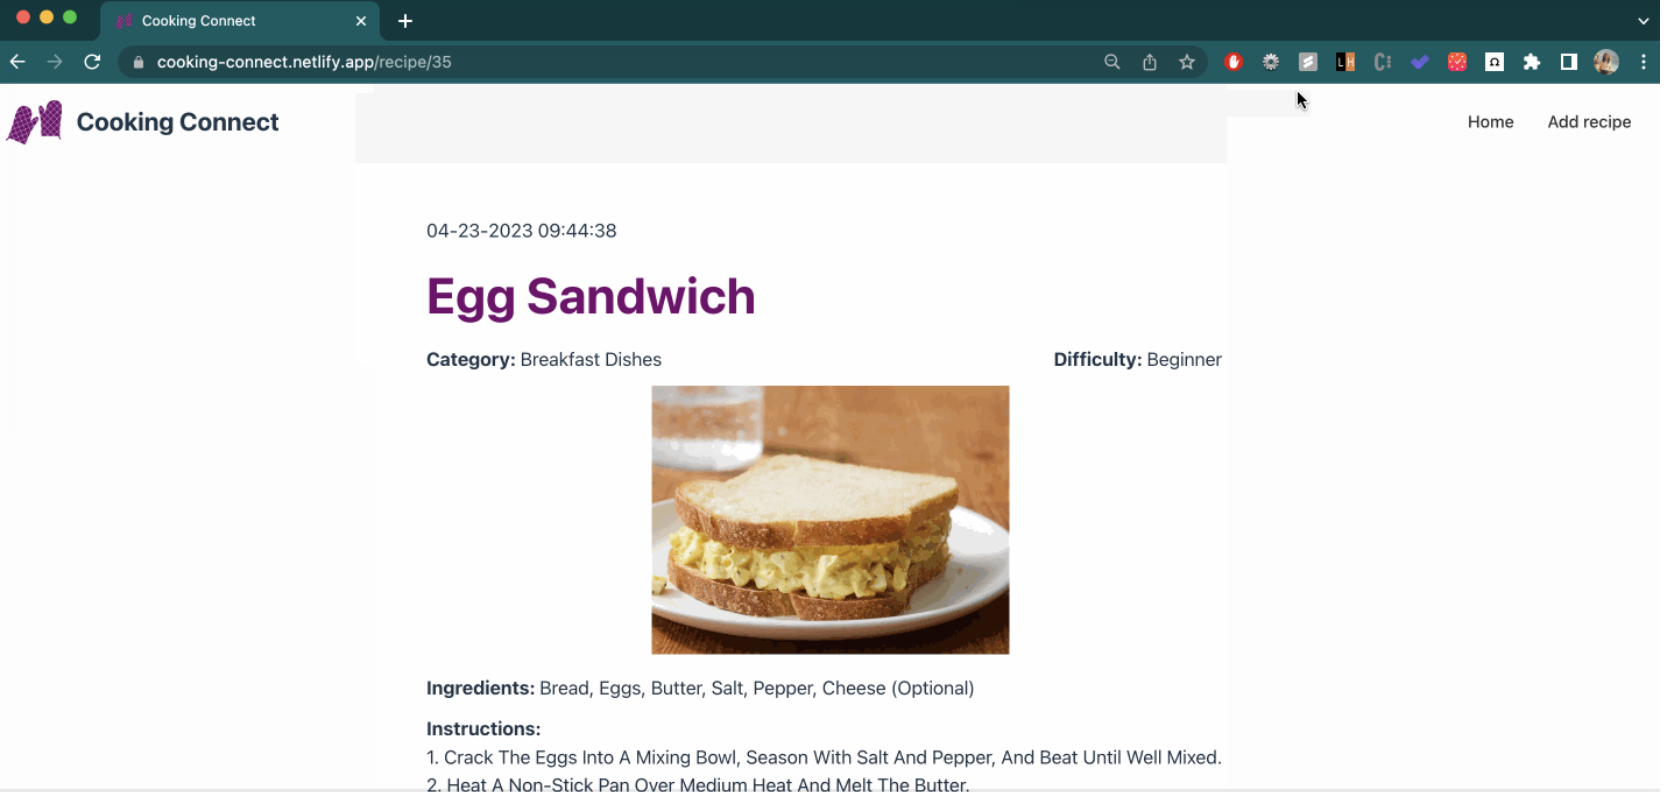 Cooking Connect
cooking-connect.netlify.app/recipe/35
LH
Cooking Connect
Home
Add recipe
04-23-2023 09:44:38
Egg Sandwich
Category: Breakfast Dishes
Difficulty: Beginner
Ingredients: Bread, Eggs, Butter, Salt, Pepper, Cheese (Optional)
Instructions:
1. Crack The Eggs Into A Mixing Bowl, Season With Salt And Pepper, And Beat Until Well Mixed.
2. Heat A Non-Stick Pan Over Medium Heat And Melt The Butter.